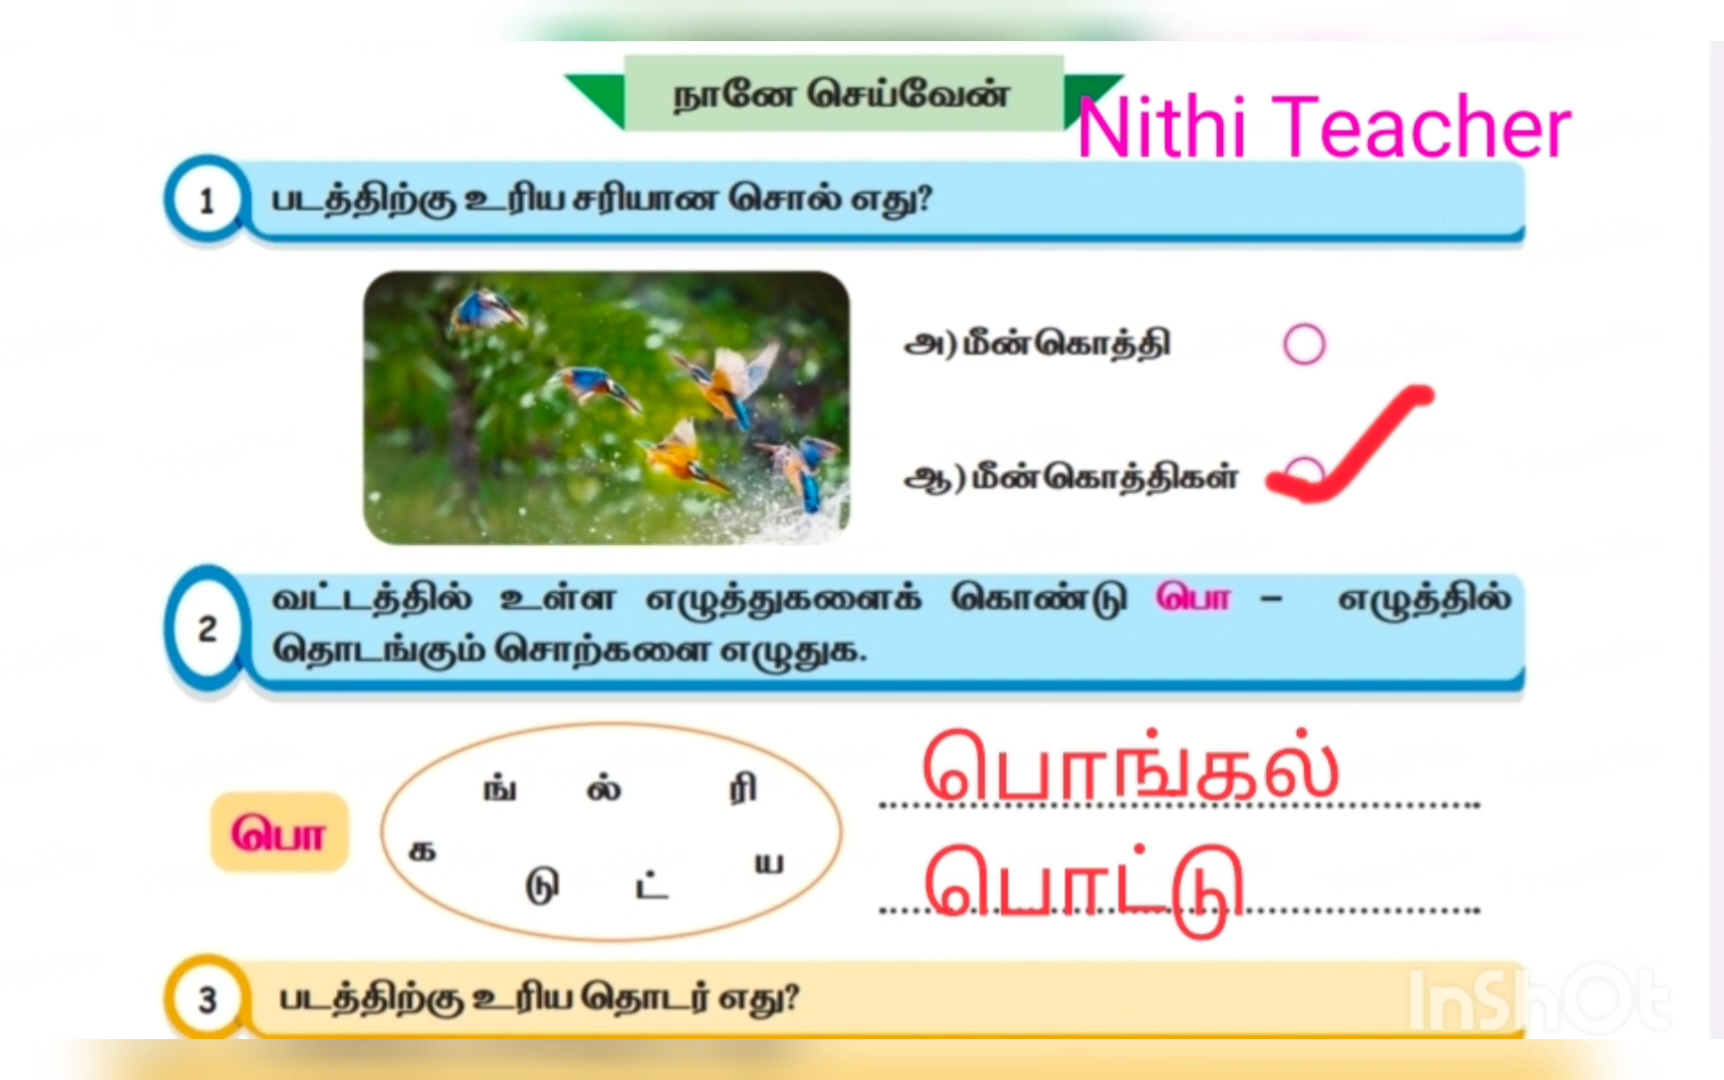 நானே செய்வேன்
Nithi Teacher
1 படத்திற்கு உரிய சரியான சொல் எது?
அ) மீன்கொத்தி
ஆ) மீன்கொத்திகள்
2 வட்டத்தில் உள்ள எழுத்துகளைக் கொண்டு பொ – எழுத்தில்
தொடங்கும் சொற்களை எழுதுக.
பொ
ங் ல் ரி
க டு ட் ய
பொங்கல்
பொட்டு
3 படத்திற்கு உரிய தொடர் எது?
InShOt